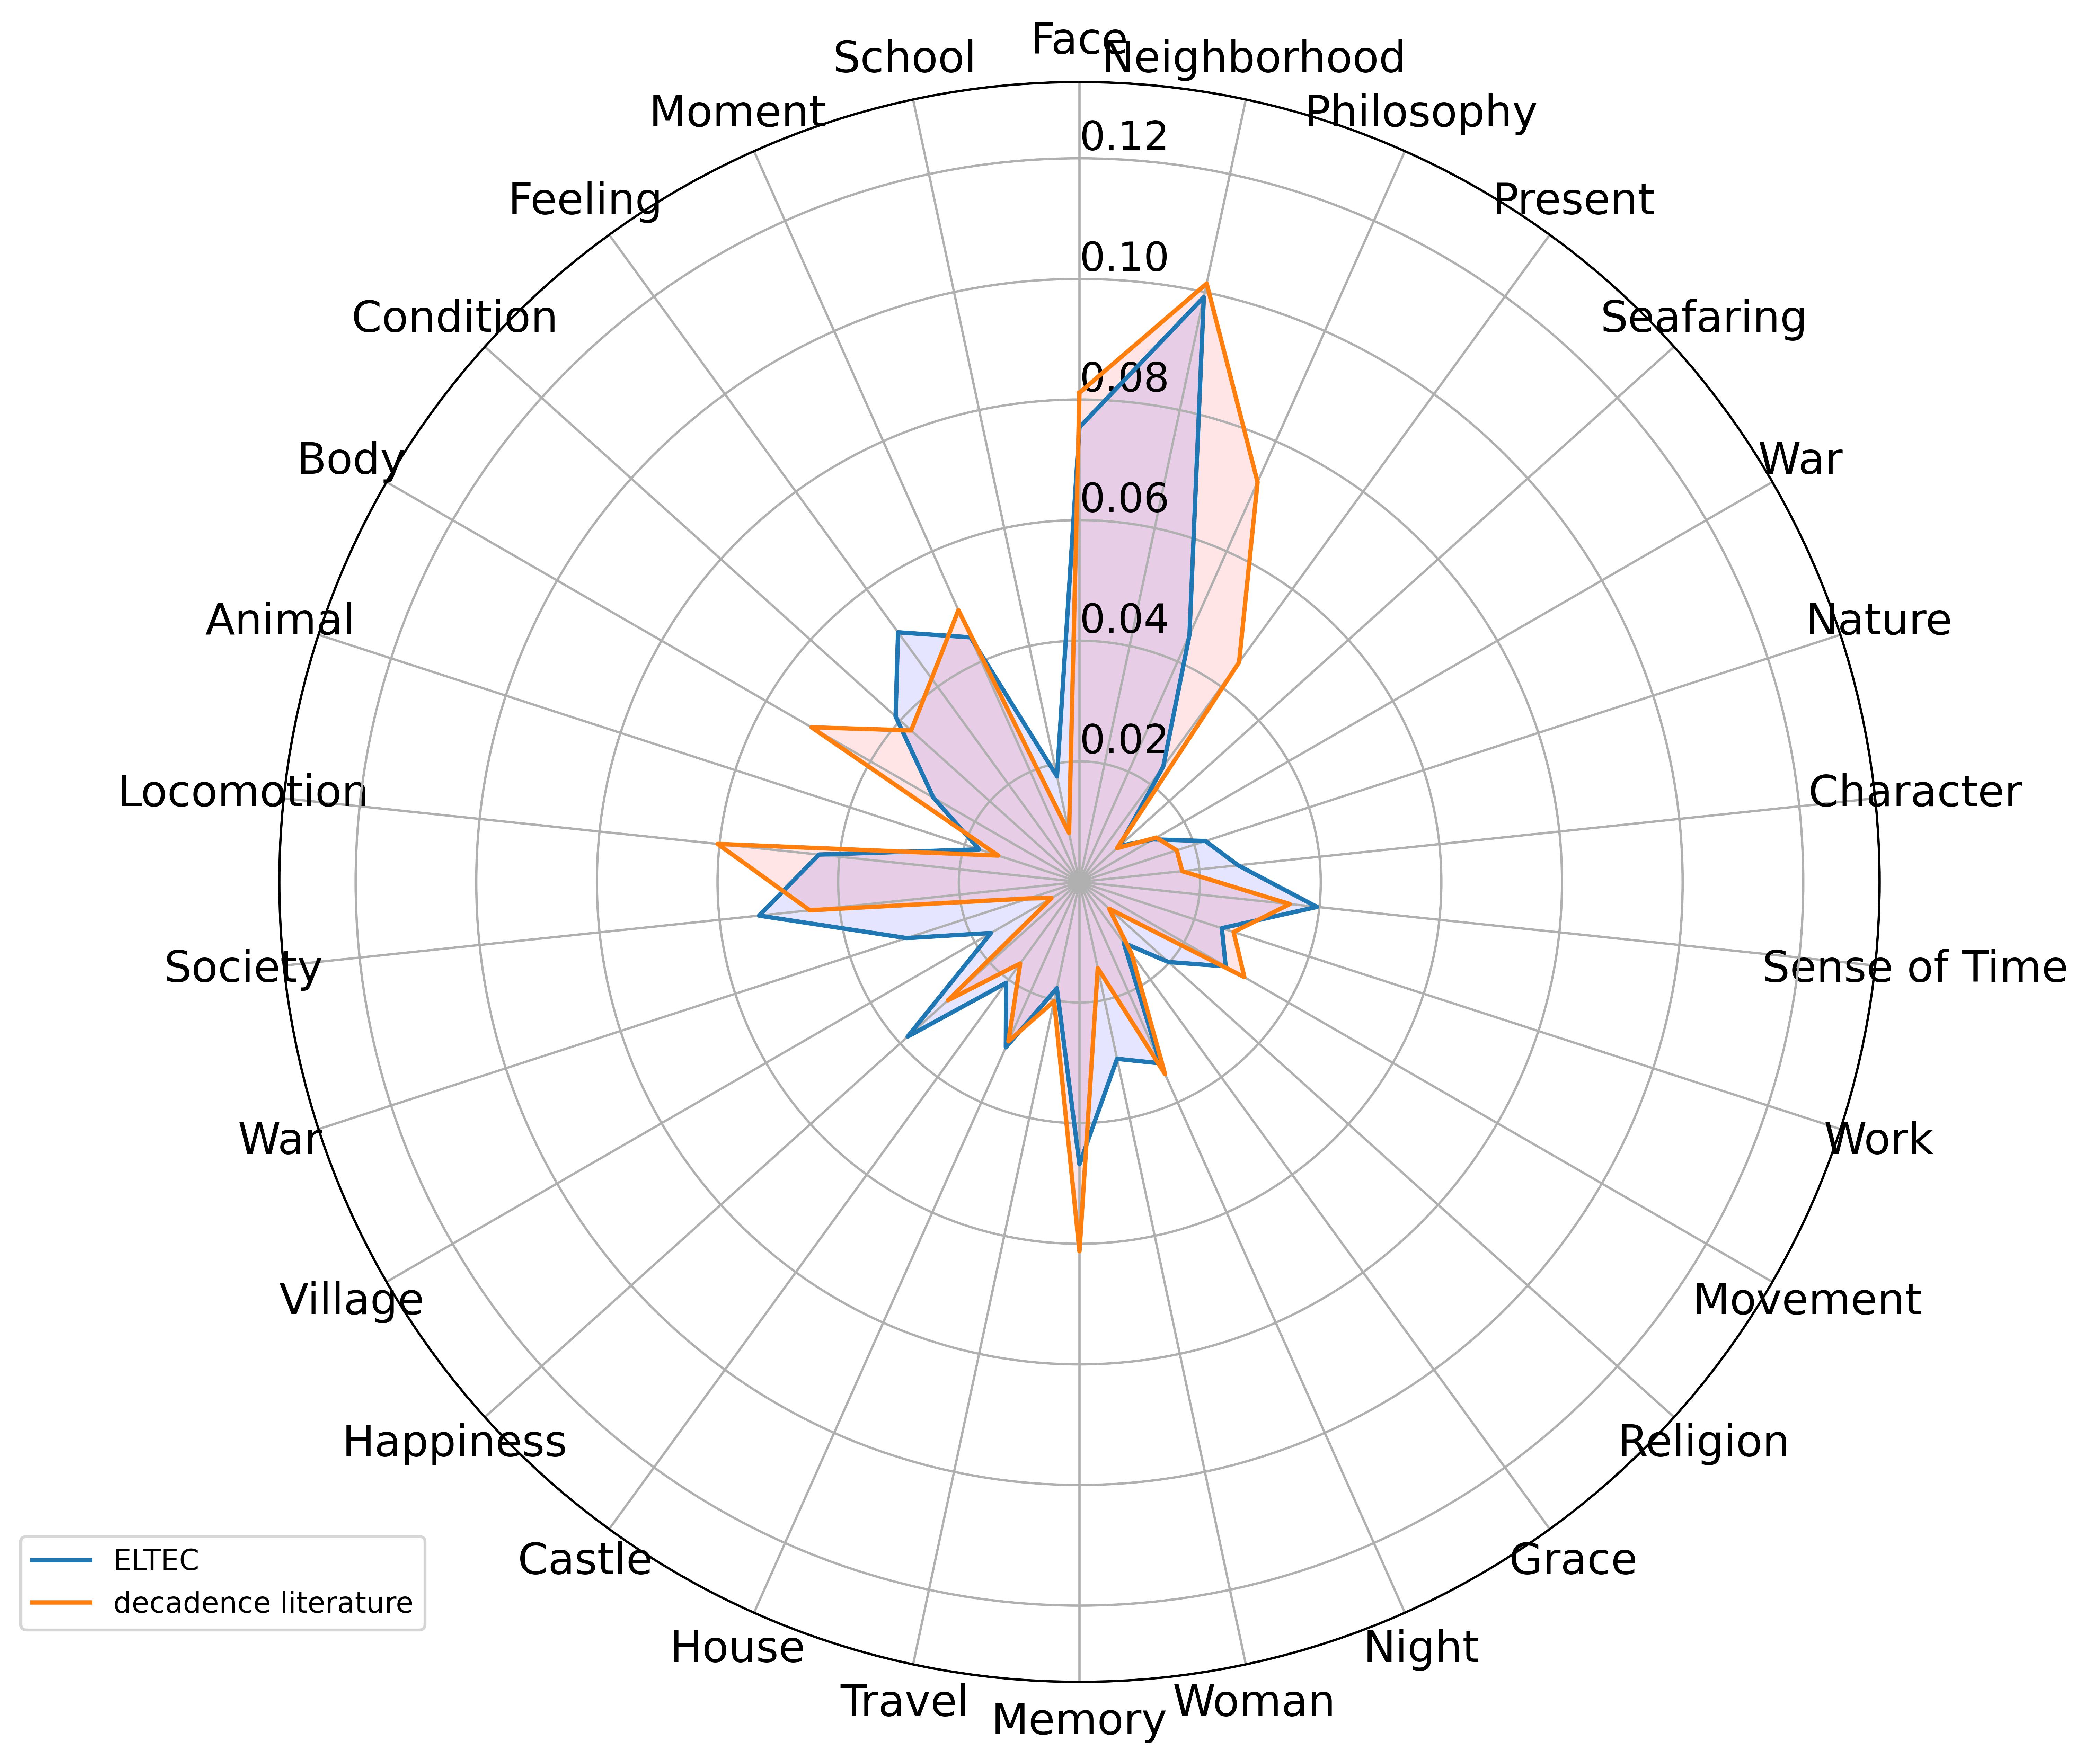 Face
School
Neighborhood
Moment
Philosophy
0.12
Feeling
Present
0.10
Condition
Seafaring
0.08
Body
War
0.06
Animal
0.04
Nature
0.02
Locomotion
Character
Society
Sense of Time
War
Work
Village
Movement
Happiness
Religion
Castle
Grace
House
Night
Travel
Woman
Memory
ELTEC
decadence literature